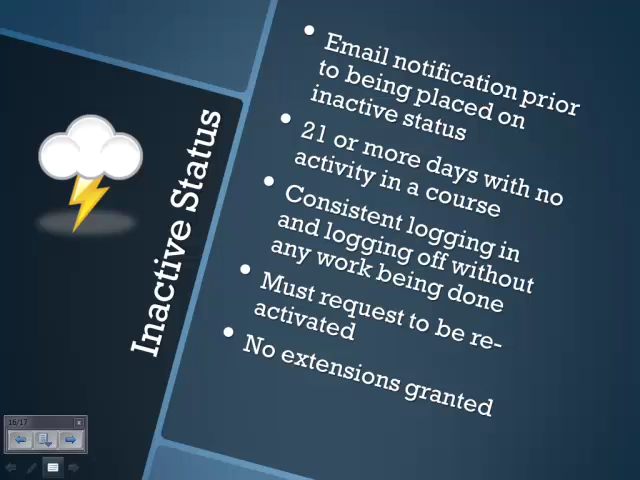 Inactive Status
• Email notification prior
to being placed on
inactive status
• 21 or more days with no
activity in a course
• Consistent logging in
and logging off without
any work being done
• Must request to be re-
activated
• No extensions granted
16/17